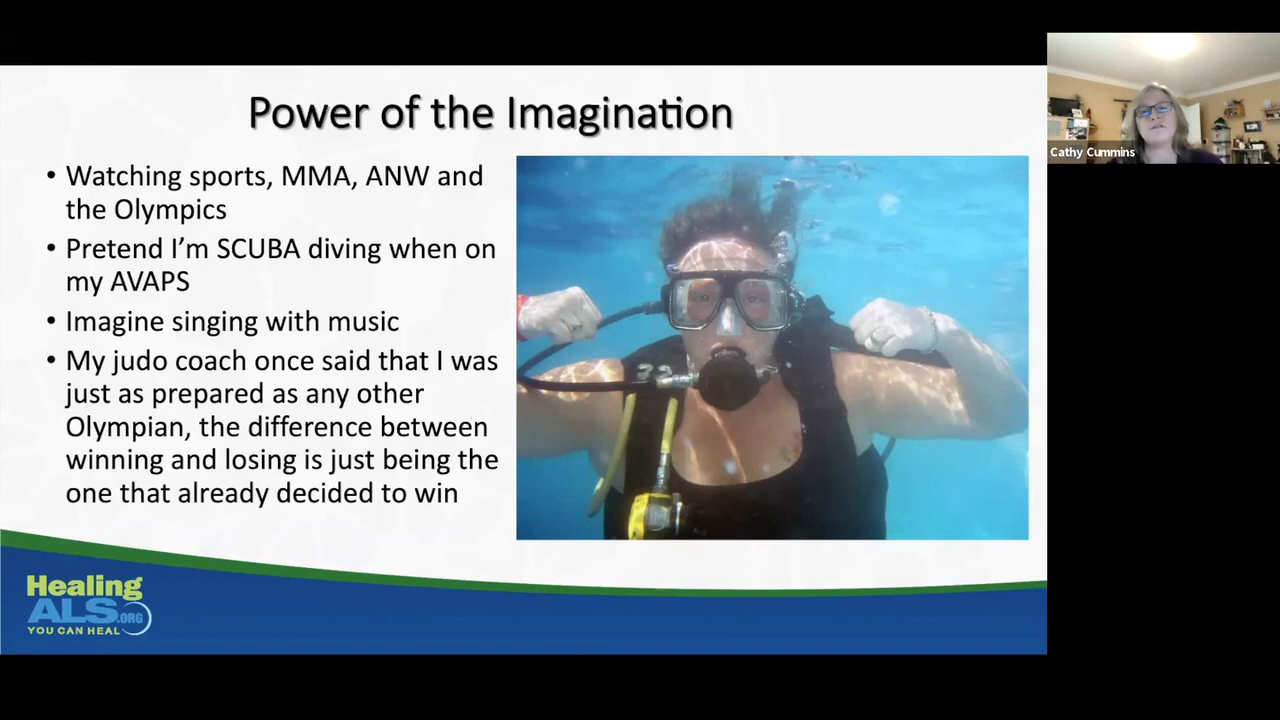 Power of the Imagination
• Watching sports, MMA, ANW and
the Olympics
• Pretend I’m SCUBA diving when on
my AVAPS
• Imagine singing with music
• My judo coach once said that I was
just as prepared as any other
Olympian, the difference between
winning and losing is just being the
one that already decided to win
32
Healing
ALS.ORG
YOU CAN HEAL
Cathy Cummins